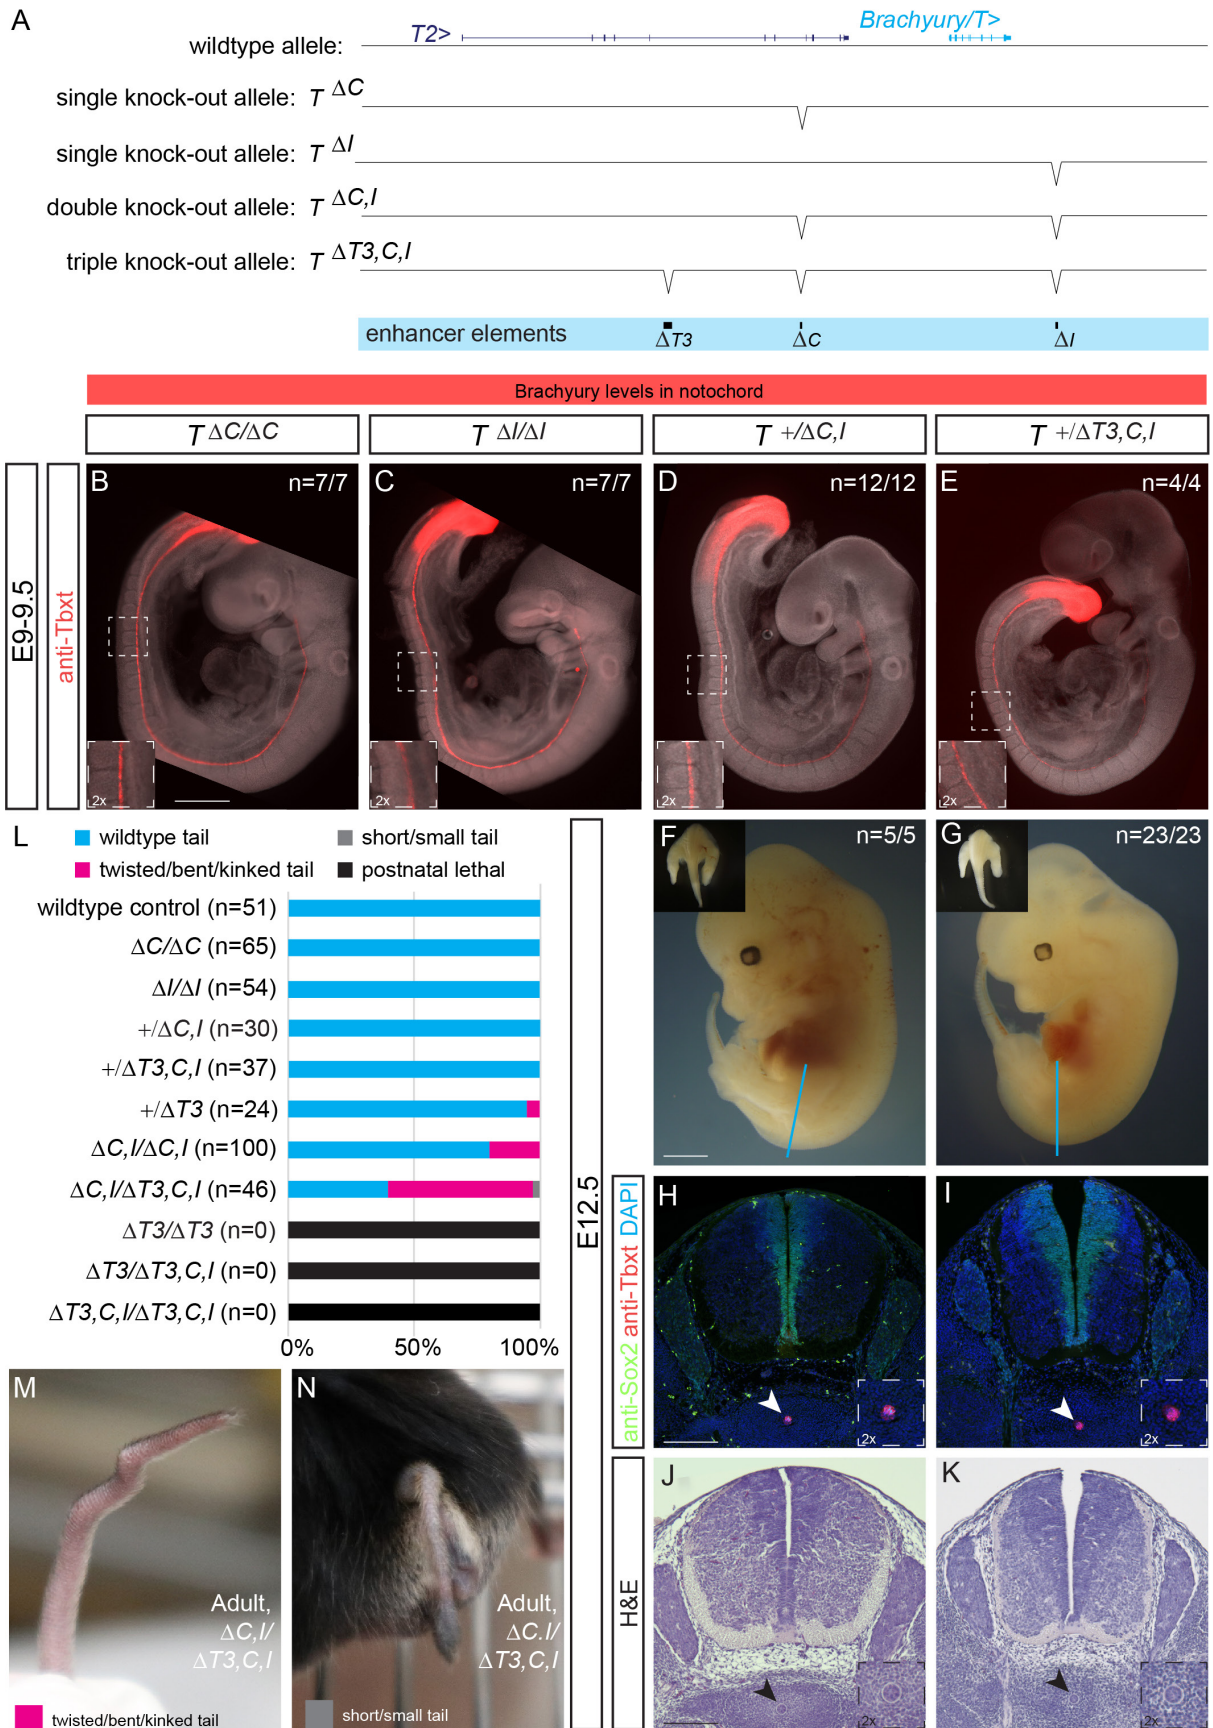 A
T2>
Brachyury/T>
wildtype allele:
single knock-out allele: T ΔC
single knock-out allele: T ΔI
double knock-out allele: T ΔC,I
triple knock-out allele: T ΔT3,C,I
enhancer elements
ΔT3
ΔC
ΔI
Brachyury levels in notochord
T ΔC/ΔC
T ΔI/ΔI
T +/ΔC,I
T +/ΔT3,C,I
E9-9.5
anti-Tbxt
B
n=7/7
2x
C
n=7/7
2x
D
n=12/12
2x
E
n=4/4
2x
L
wildtype tail
short/small tail
twisted/bent/kinked tail
postnatal lethal
wildtype control (n=51)
ΔC/ΔC (n=65)
ΔI/ΔI (n=54)
+/ΔC,I (n=30)
+/ΔT3,C,I (n=37)
+/ΔT3 (n=24)
ΔC,I/ΔC,I (n=100)
ΔC,I/ΔT3,C,I (n=46)
ΔT3/ΔT3 (n=0)
ΔT3/ΔT3,C,I (n=0)
ΔT3,C,I/ΔT3,C,I (n=0)
0%
50%
100%
E12.5
F
n=5/5
G
n=23/23
anti-Sox2 anti-Tbxt DAPI
H
2x
I
2x
H&E
J
2x
K
2x
M
Adult,
ΔC,I/
ΔT3,C,I
twisted/bent/kinked tail
N
Adult,
ΔC.I/
ΔT3,C,I
short/small tail